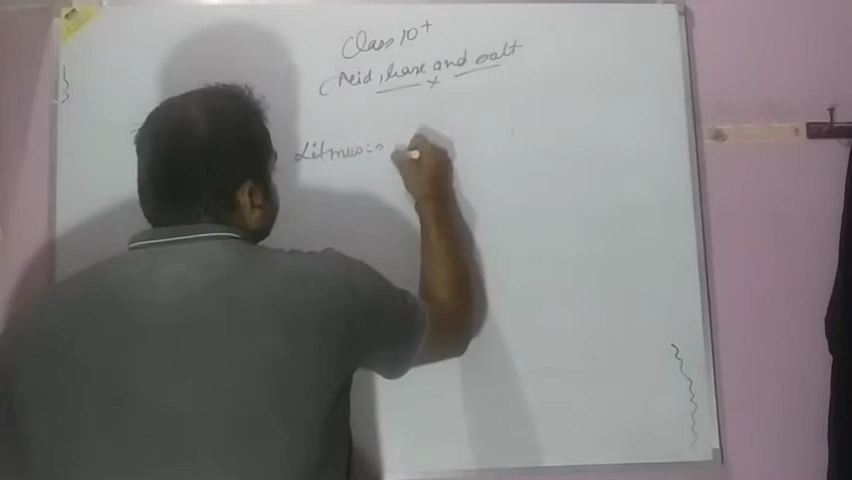 Class 10+
Acid, base and salt
Litmus :-